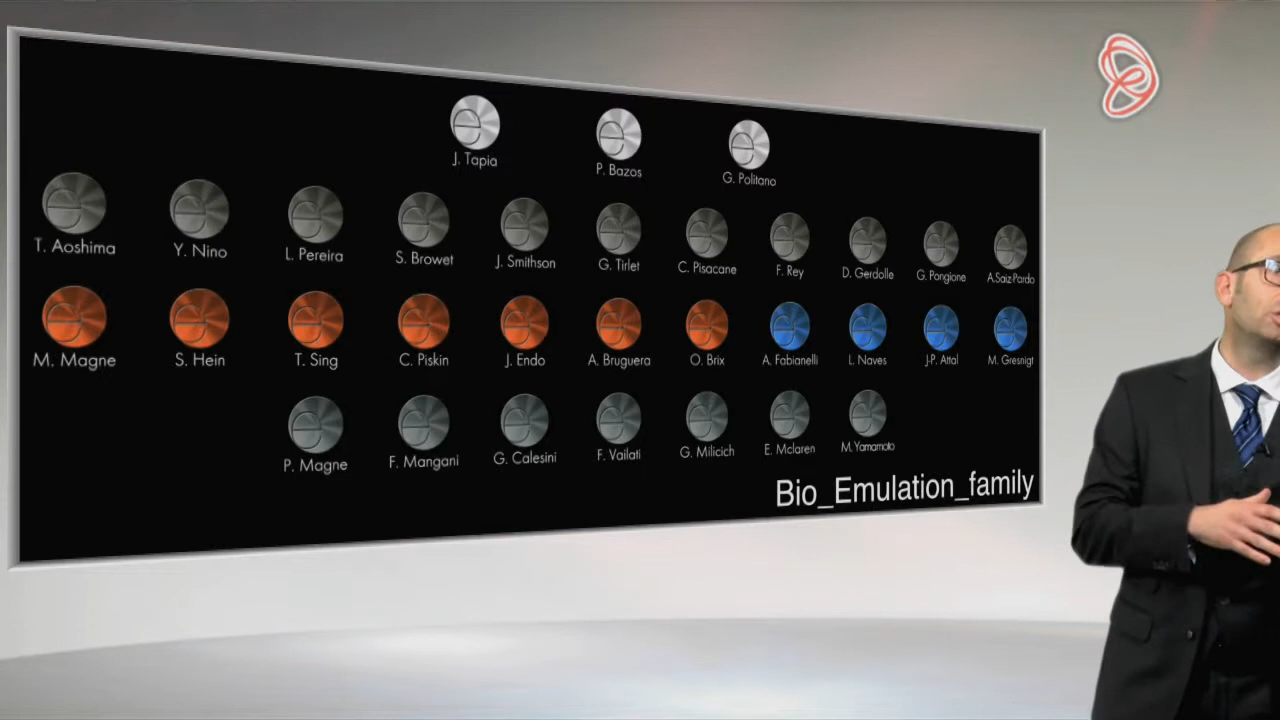 J. Tapia P. Bazos G. Politano
T. Aoshima Y. Nino L. Pereira S. Browet J. Smithson G. Tirlet C. Pisacane F. Rey D. Gerdolle G. Pongione A.Saiz-Pardo
M. Magne S. Hein T. Sing C. Piskin J. Endo A. Bruguera O. Brix A. Fabianelli L. Naves J-P. Attal M. Gresnigt
P. Magne F. Mangani G. Calesini F. Vailati G. Milicich E. Mclaren M. Yamamoto
Bio_Emulation_family